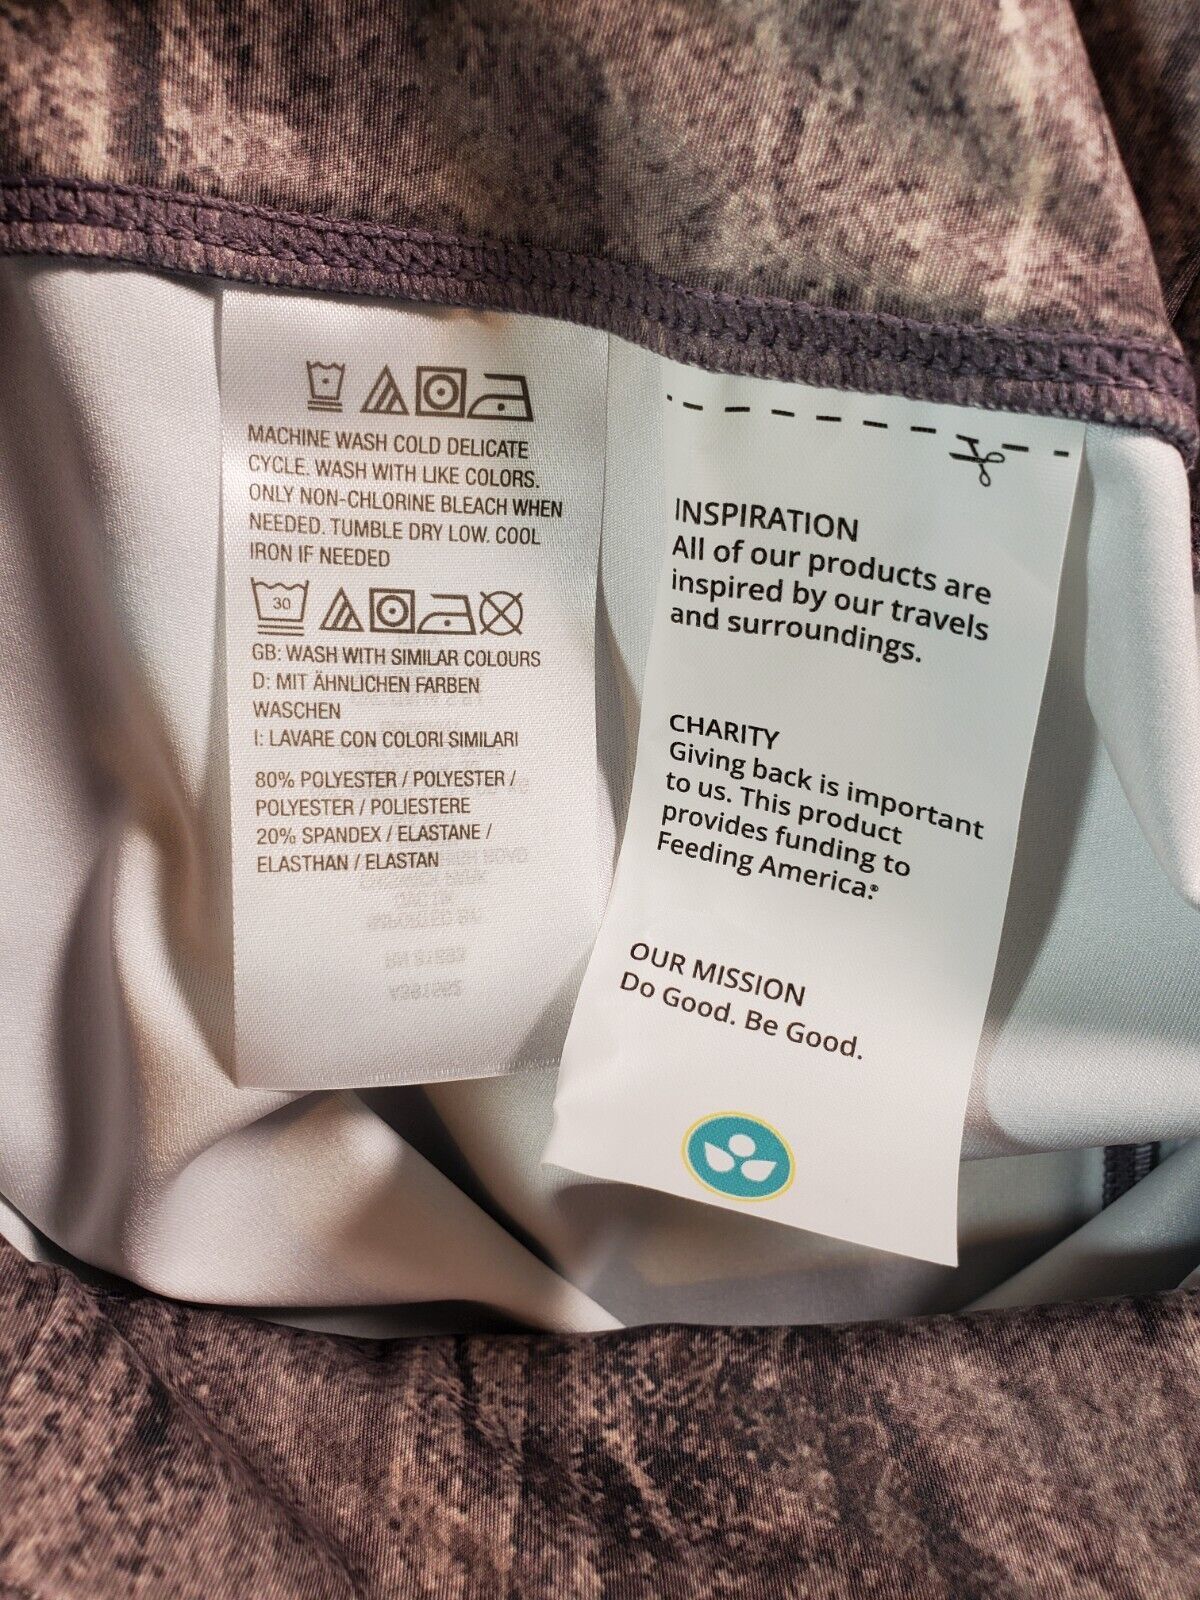 MACHINE WASH COLD DELICATE
CYCLE. WASH WITH LIKE COLORS.
ONLY NON-CHLORINE BLEACH WHEN
NEEDED. TUMBLE DRY LOW. COOL
IRON IF NEEDED
30
GB: WASH WITH SIMILAR COLOURS
D: MIT ÄHNLICHEN FARBEN
WASCHEN
I: LAVARE CON COLORI SIMILARI
80% POLYESTER / POLYESTER /
POLYESTER / POLIESTERE
20% SPANDEX / ELASTANE /
ELASTHAN / ELASTAN
INSPIRATION
All of our products are
inspired by our travels
and surroundings.
CHARITY
Giving back is important
to us. This product
provides funding to
Feeding America.®
OUR MISSION
Do Good. Be Good.